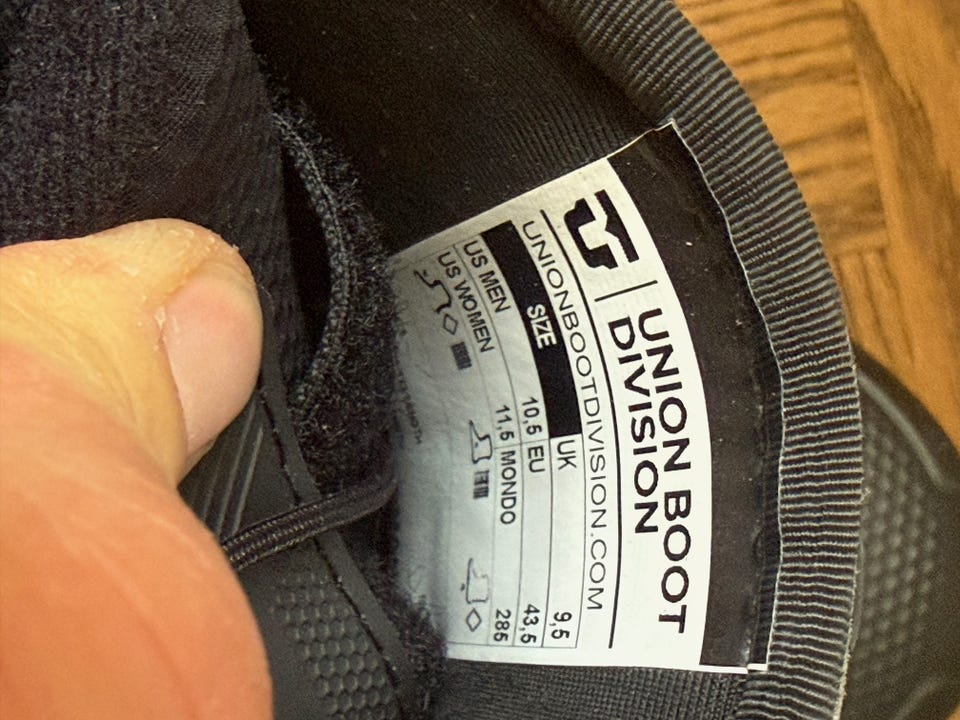 UNION BOOT
DIVISION
UNIONBOOTDIVISION.COM
SIZE UK 9,5
US MEN 10,5 EU 43,5
US WOMEN 11,5 MONDO 285